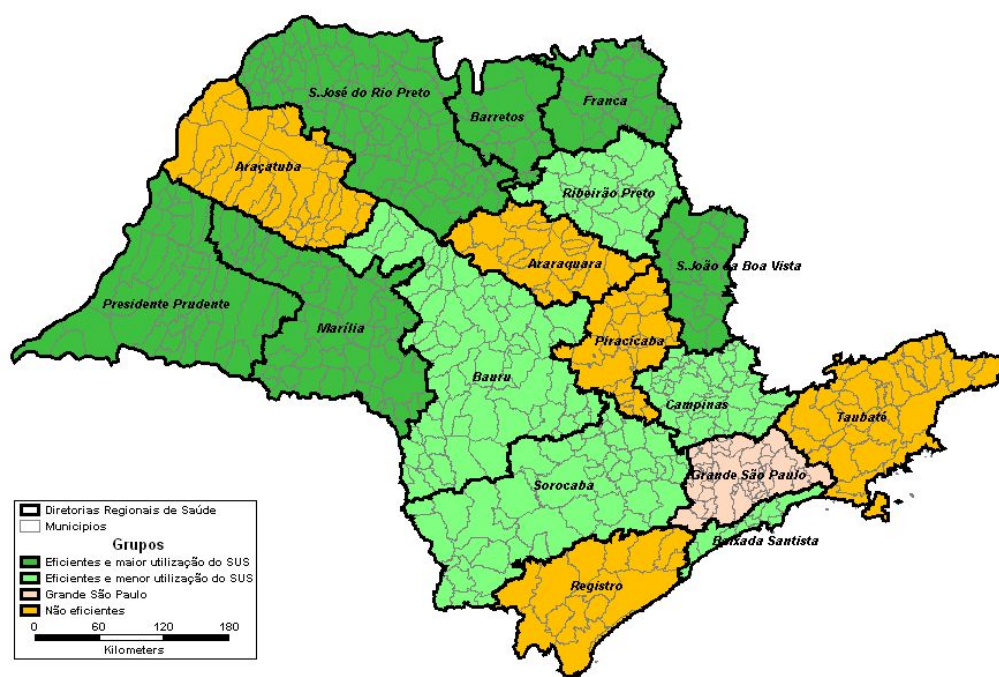 S.José do Rio Preto
Barretos
Franca
Araçatuba
Ribeirão Preto
Araraquara
S.João da Boa Vista
Presidente Prudente
Marília
Piracicaba
Bauru
Campinas
Taubaté
Grande São Paulo
Sorocaba
Baixada Santista
Registro
Diretorias Regionais de Saúde
Municipios
Grupos
Eficientes e maior utilização do SUS
Eficientes e menor utilização do SUS
Grande São Paulo
Não eficientes
0 60 120 180
Kilometers